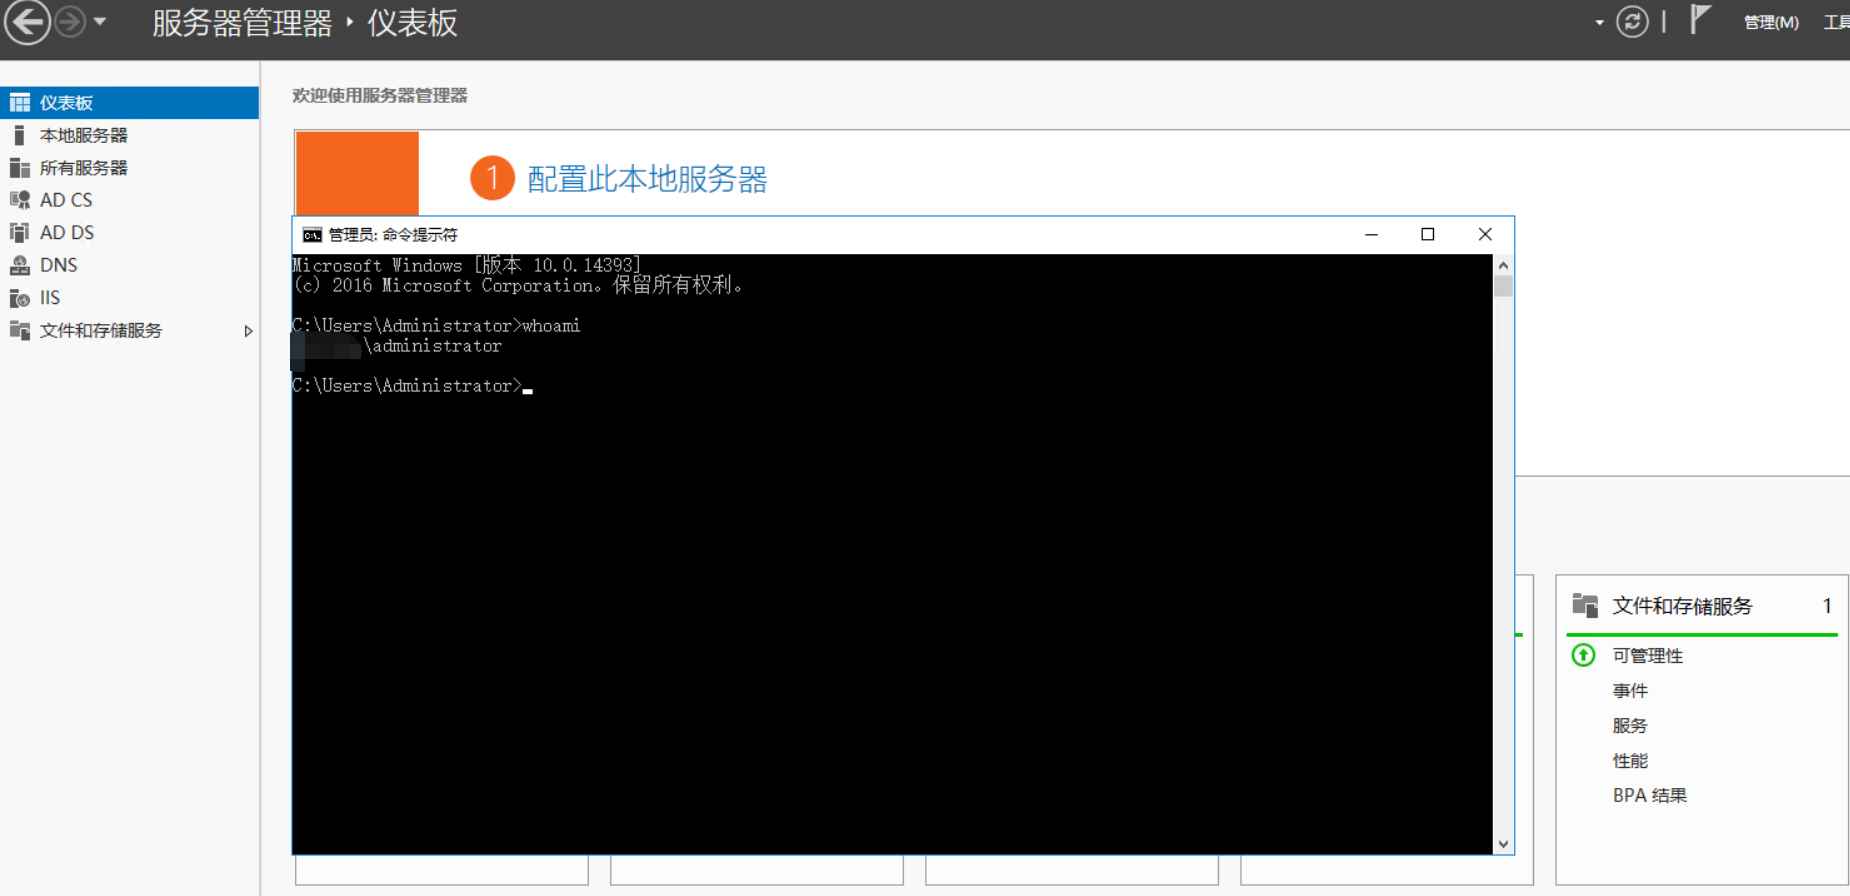 服务器管理器 ‣ 仪表板
管理(M) 工具
仪表板
本地服务器
所有服务器
AD CS
AD DS
DNS
IIS
文件和存储服务
欢迎使用服务器管理器
1 配置此本地服务器
管理员: 命令提示符
Microsoft Windows [版本 10.0.14393]
(c) 2016 Microsoft Corporation。保留所有权利。
C:\Users\Administrator>whoami
\administrator
C:\Users\Administrator>
文件和存储服务 1
可管理性
事件
服务
性能
BPA 结果